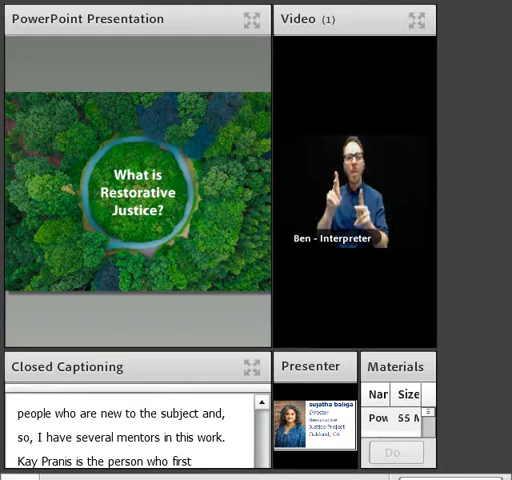 PowerPoint Presentation
Video (1)
What is
Restorative
Justice?
Ben - Interpreter
Closed Captioning
people who are new to the subject and,
so, I have several mentors in this work.
Kay Pranis is the person who first
Presenter
sujatha baliga
Director
Restorative
Justice Project
Oakland, CA
Materials
Nar Size
Pow 55 M
Do...